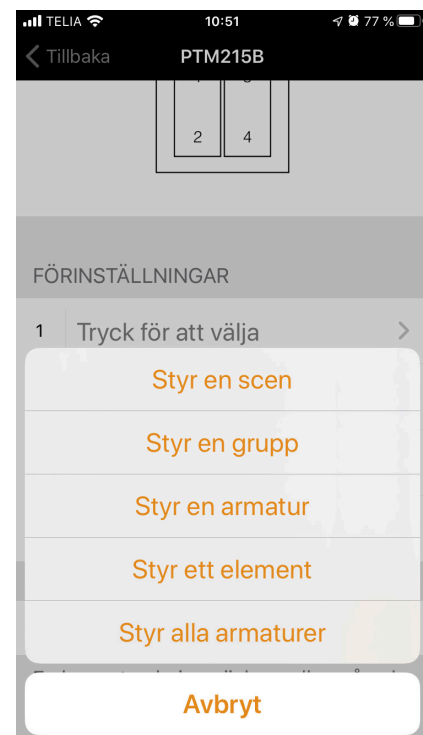 TELIA 10:51 77 %
Tillbaka PTM215B
2 4
FÖRINSTÄLLNINGAR
1 Tryck för att välja
Styr en scen
Styr en grupp
Styr en armatur
Styr ett element
Styr alla armaturer
Avbryt